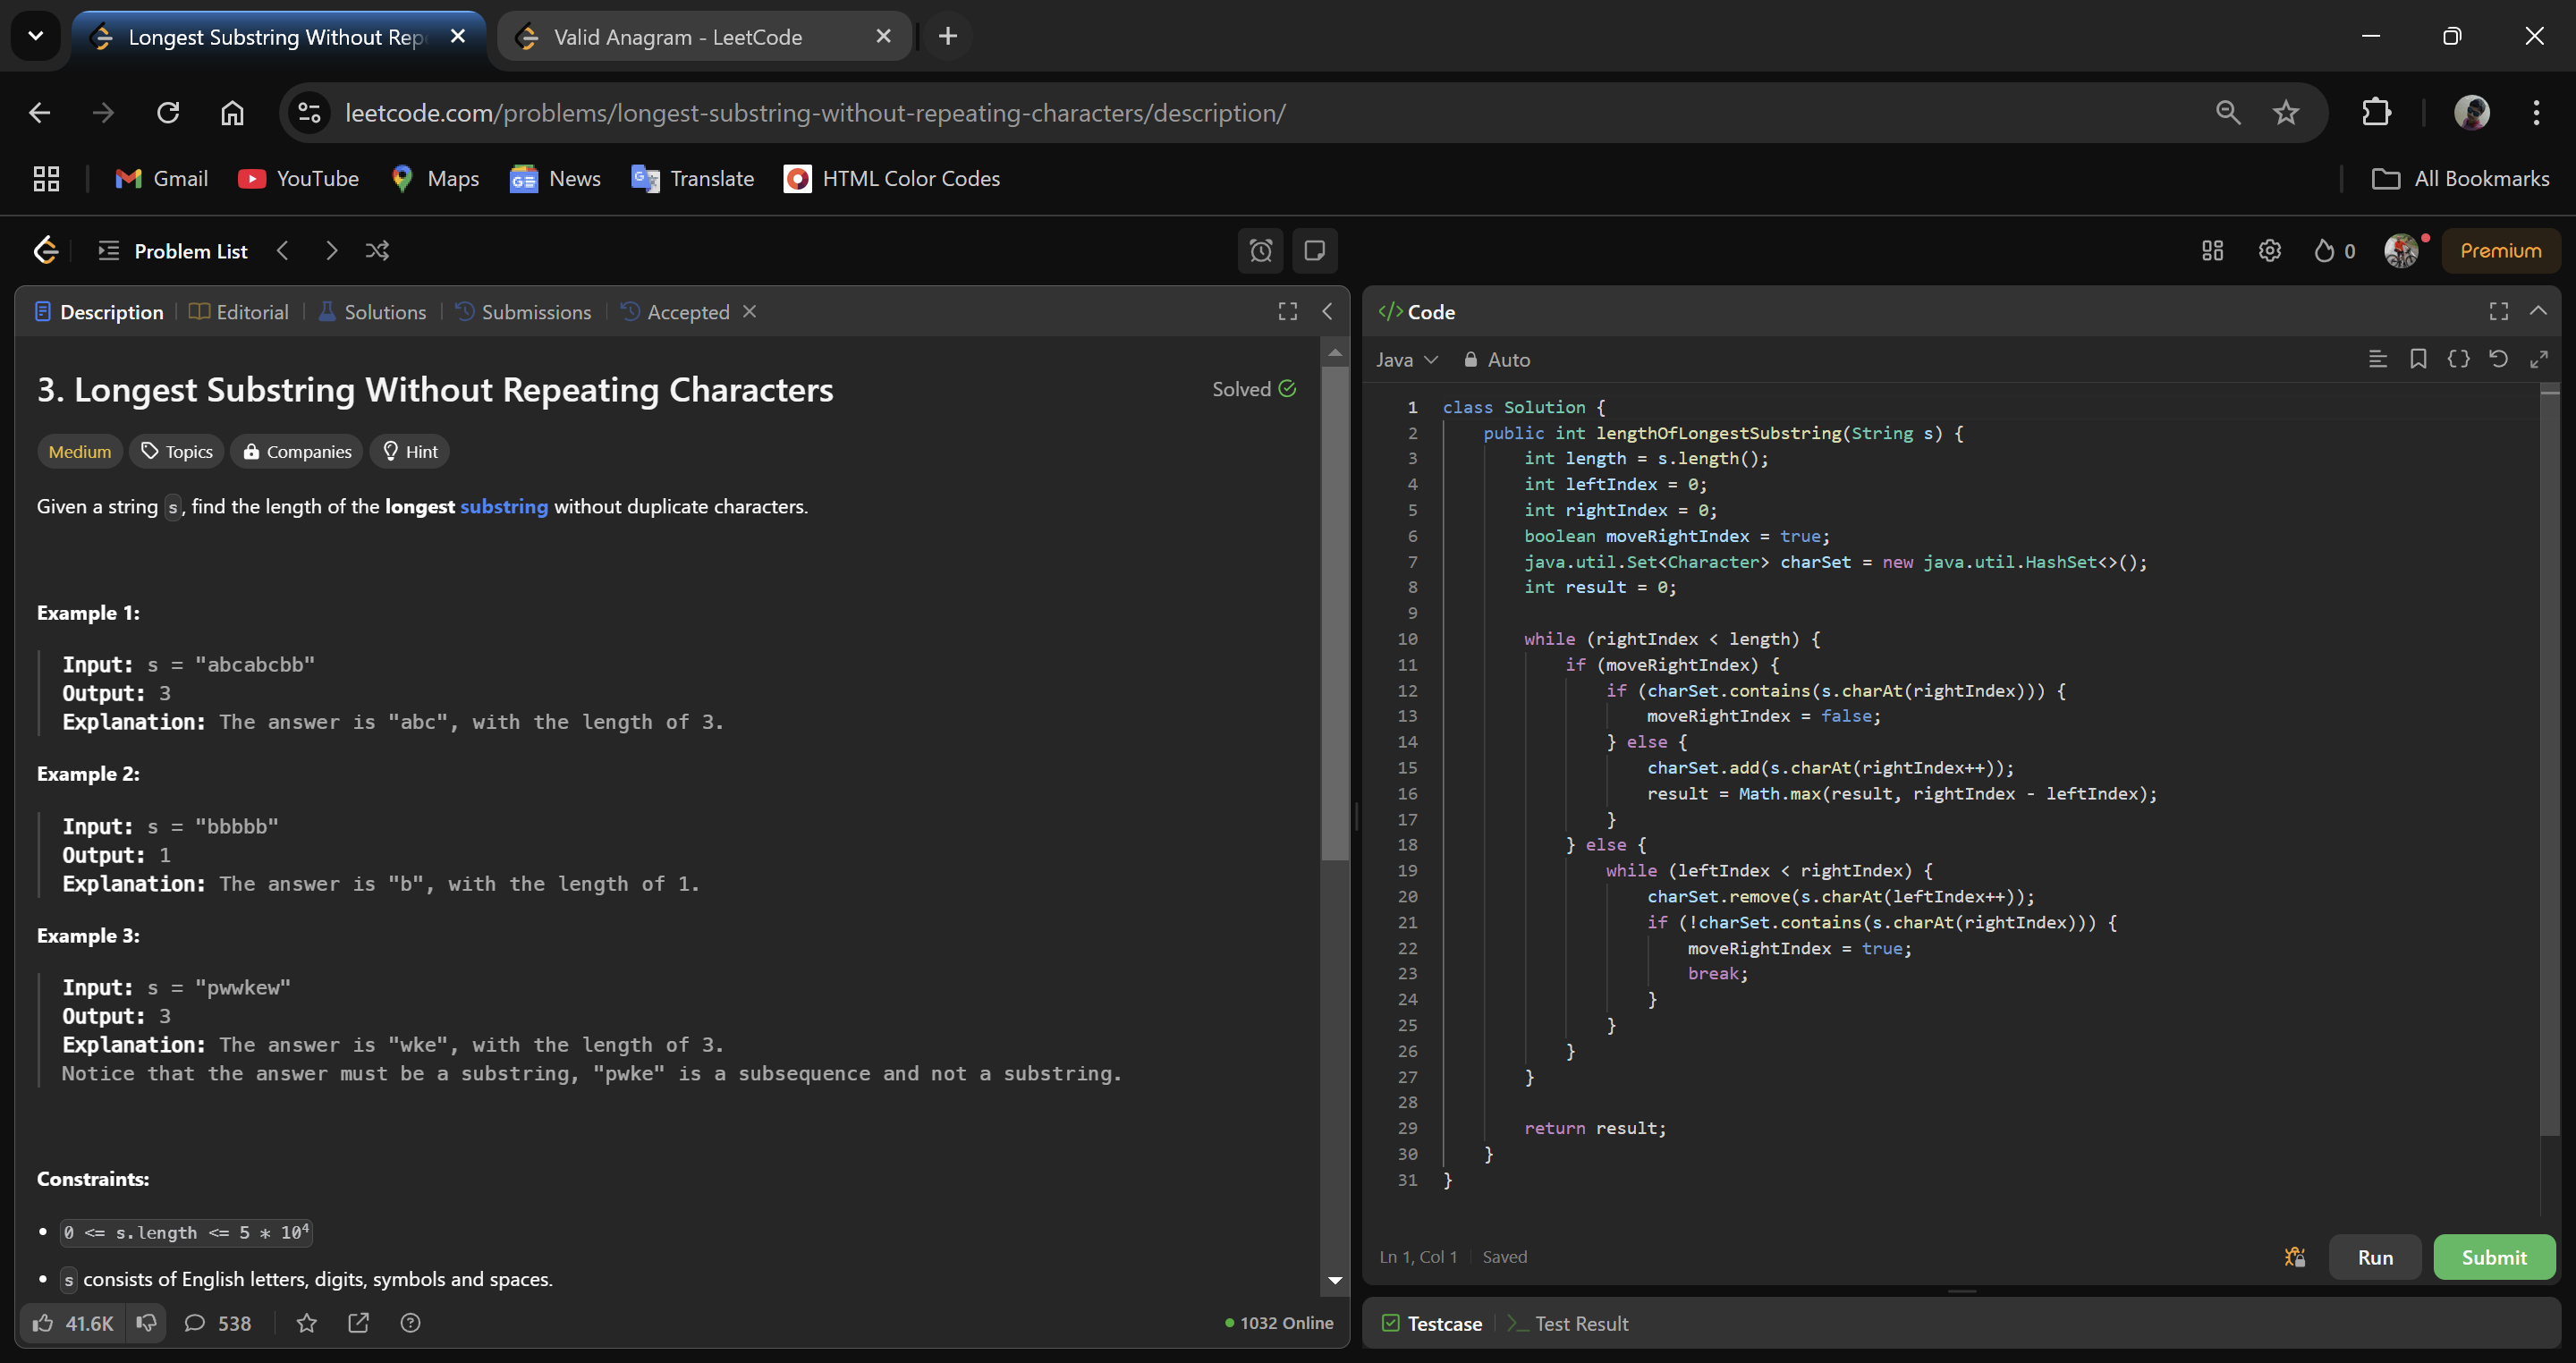 Longest Substring Without Rep
Valid Anagram - LeetCode
leetcode.com/problems/longest-substring-without-repeating-characters/description/
Gmail
YouTube
Maps
News
Translate
HTML Color Codes
All Bookmarks
Problem List
0
Premium
Description
Editorial
Solutions
Submissions
Accepted
3. Longest Substring Without Repeating Characters
Solved
Medium
Topics
Companies
Hint
Given a string s, find the length of the longest substring without duplicate characters.
Example 1:
Input: s = "abcabcbb"
Output: 3
Explanation: The answer is "abc", with the length of 3.
Example 2:
Input: s = "bbbbb"
Output: 1
Explanation: The answer is "b", with the length of 1.
Example 3:
Input: s = "pwwkew"
Output: 3
Explanation: The answer is "wke", with the length of 3.
Notice that the answer must be a substring, "pwke" is a subsequence and not a substring.
Constraints:
• 0 <= s.length <= 5 * 10⁴
• s consists of English letters, digits, symbols and spaces.
41.6K
538
1032 Online
</> Code
Java
Auto
1 class Solution {
2     public int lengthOfLongestSubstring(String s) {
3         int length = s.length();
4         int leftIndex = 0;
5         int rightIndex = 0;
6         boolean moveRightIndex = true;
7         java.util.Set<Character> charSet = new java.util.HashSet<>();
8         int result = 0;
9
10         while (rightIndex < length) {
11             if (moveRightIndex) {
12                 if (charSet.contains(s.charAt(rightIndex))) {
13                     moveRightIndex = false;
14                 } else {
15                     charSet.add(s.charAt(rightIndex++));
16                     result = Math.max(result, rightIndex - leftIndex);
17                 }
18             } else {
19                 while (leftIndex < rightIndex) {
20                     charSet.remove(s.charAt(leftIndex++));
21                     if (!charSet.contains(s.charAt(rightIndex))) {
22                         moveRightIndex = true;
23                         break;
24                     }
25                 }
26             }
27         }
28
29         return result;
30     }
31 }
Ln 1, Col 1
Saved
Run
Submit
Testcase
Test Result